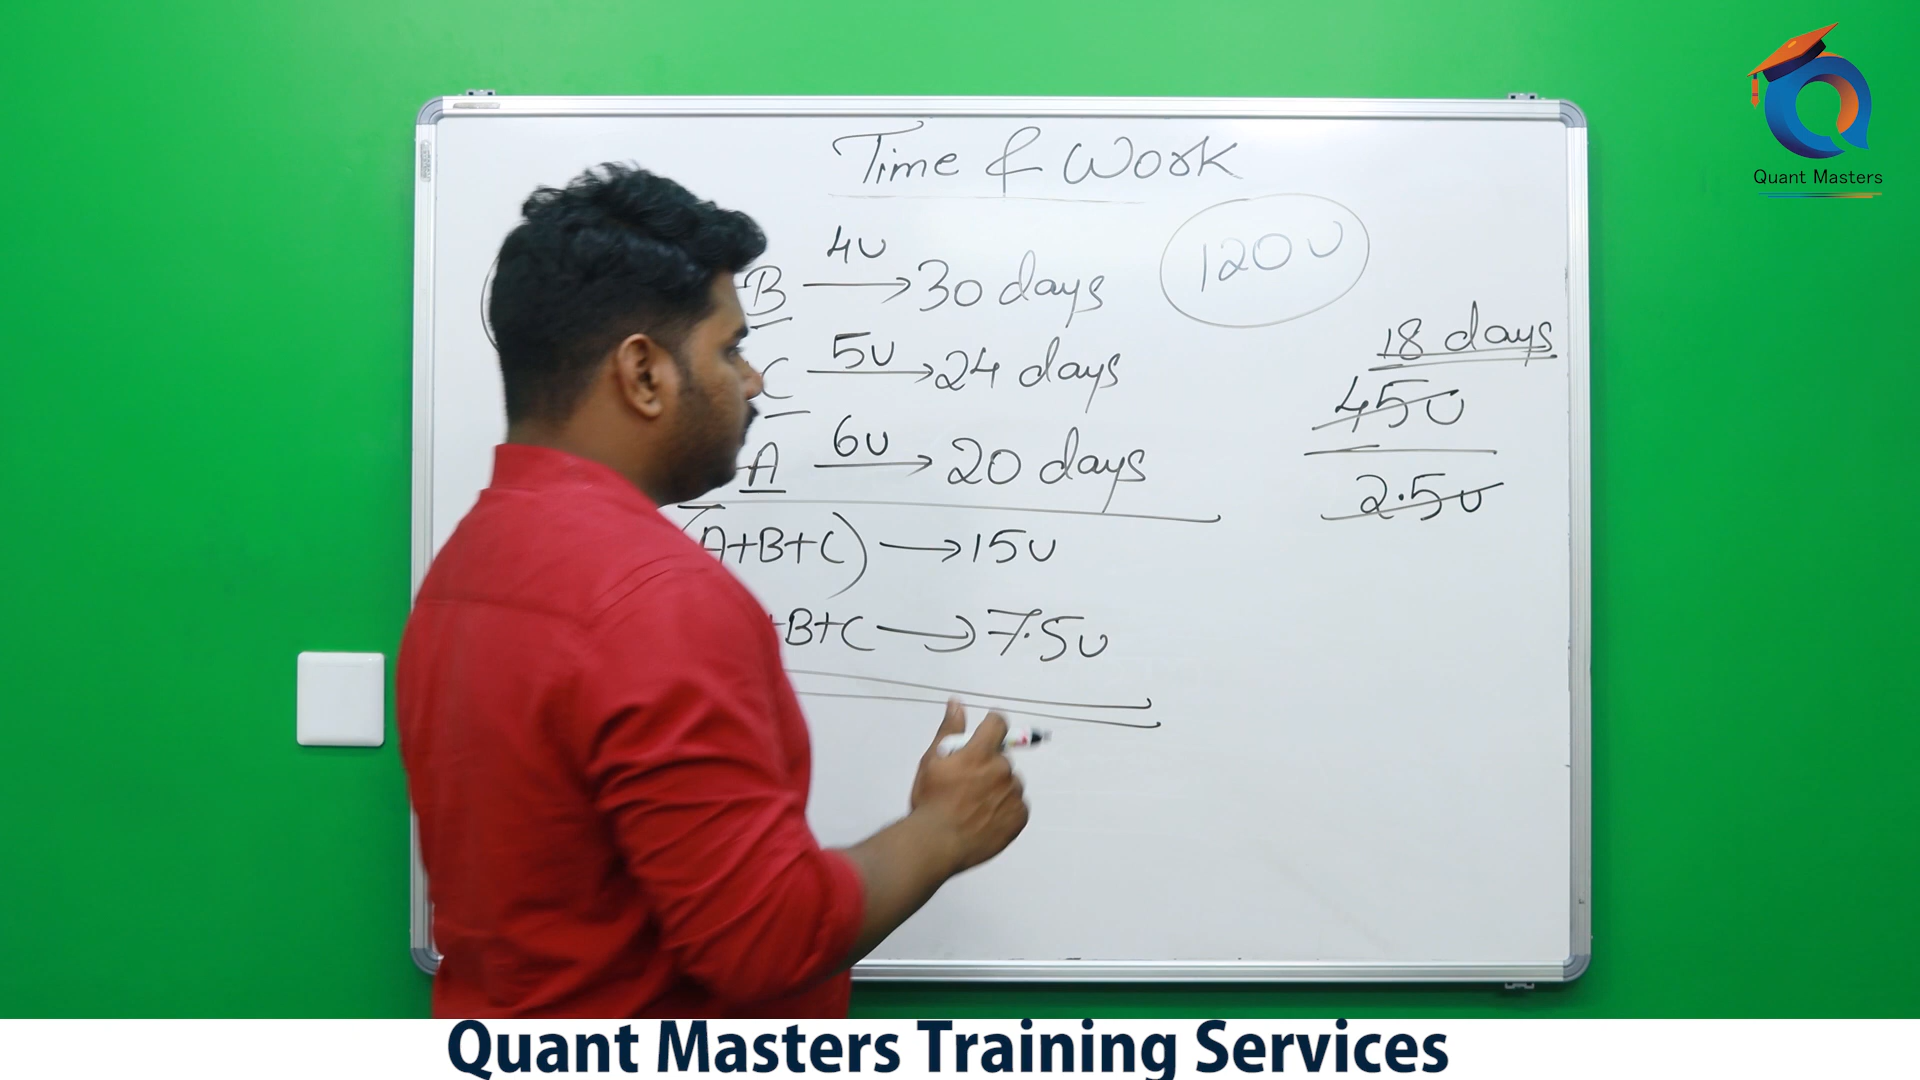 Time & Work
B 4u → 30 days
120u
C 5u → 24 days
18 days
45u
A 6u → 20 days
2.5u
(A+B+C) → 15u
+B+C → 7.5u
Quant Masters
Quant Masters Training Services